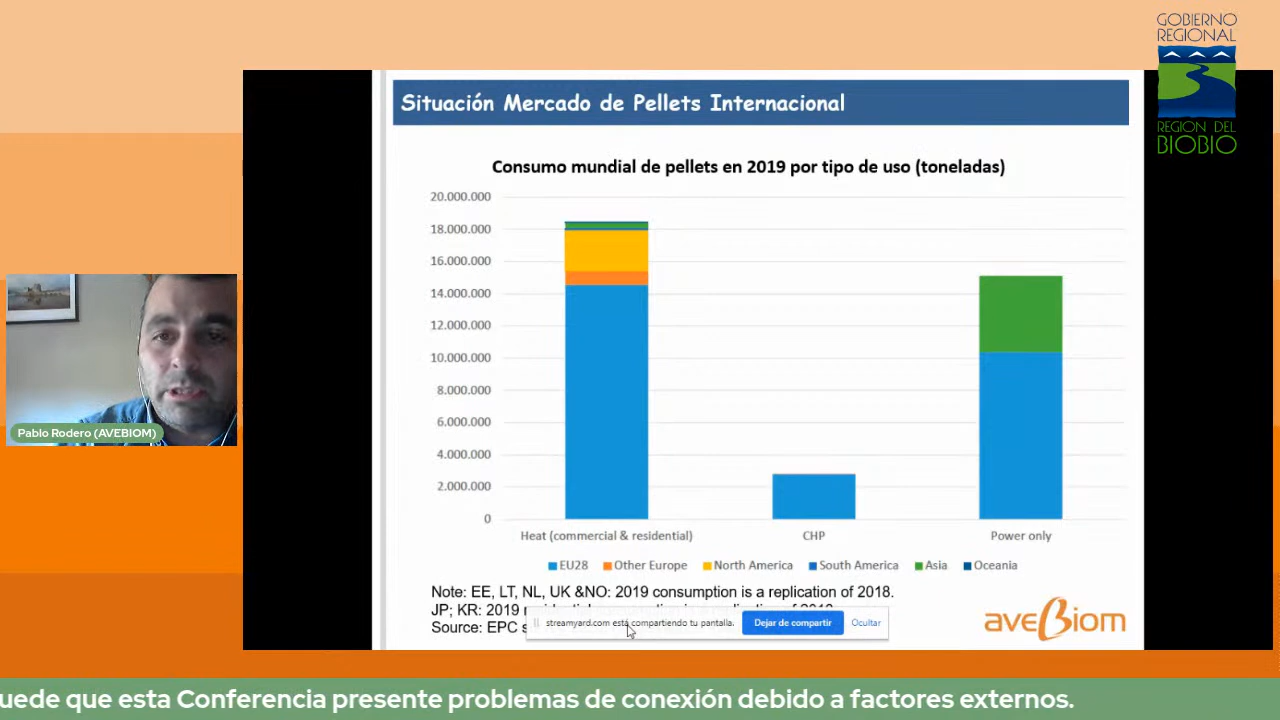 GOBIERNO
REGIONAL
REGION DEL
BIOBIO
Situación Mercado de Pellets Internacional
Consumo mundial de pellets en 2019 por tipo de uso (toneladas)
20.000.000
18.000.000
16.000.000
14.000.000
12.000.000
10.000.000
8.000.000
6.000.000
4.000.000
2.000.000
0
Heat (commercial & residential)
CHP
Power only
EU28
Other Europe
North America
South America
Asia
Oceania
Note: EE, LT, NL, UK &NO: 2019 consumption is a replication of 2018.
JP; KR: 2019
Source: EPC
streamyard.com está compartiendo tu pantalla.
Dejar de compartir
Ocultar
aveBiom
Pablo Rodero (AVEBIOM)
uede que esta Conferencia presente problemas de conexión debido a factores externos.